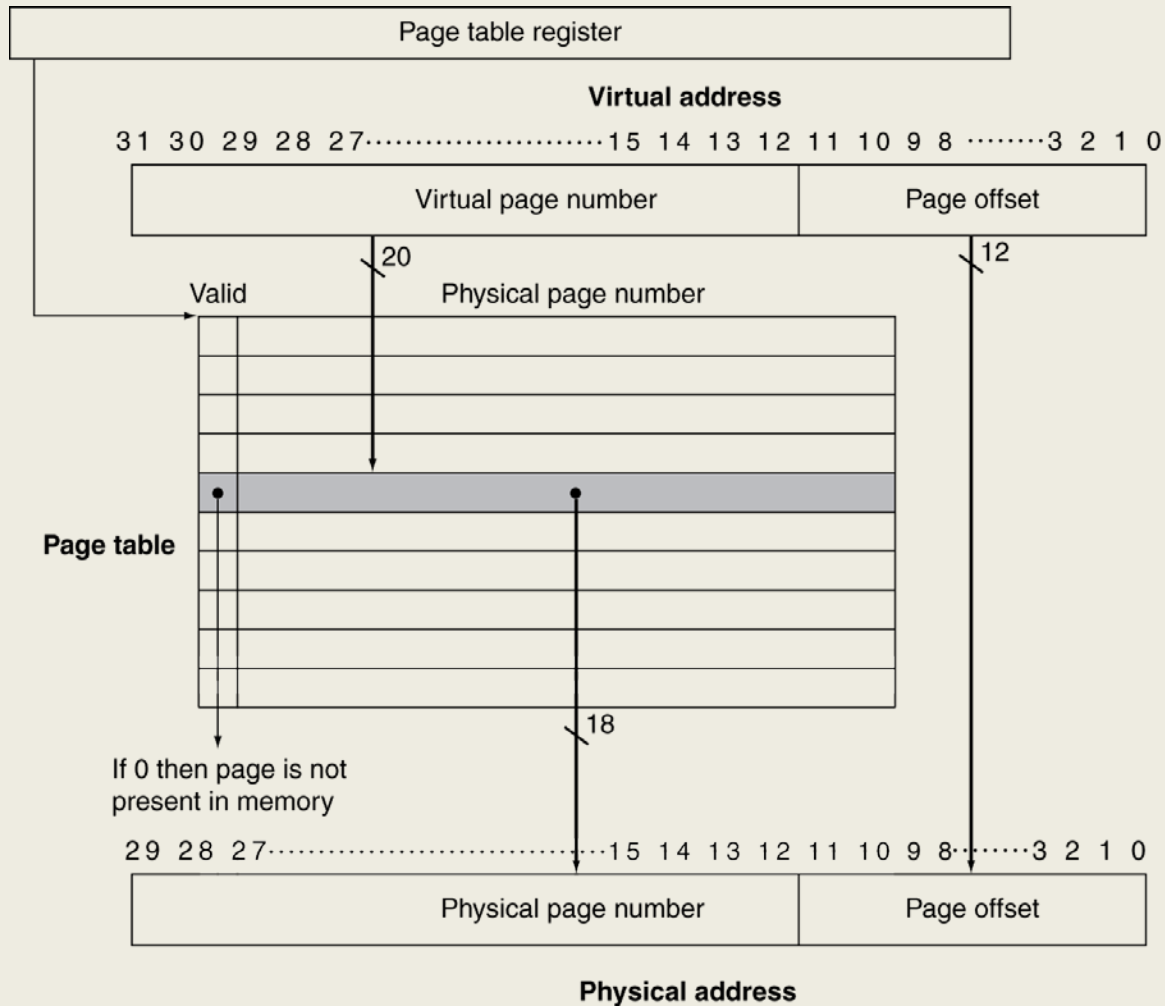 Page table register
Virtual address
31 30 29 28 27·······················15 14 13 12 11 10 9 8 ········3 2 1 0
Virtual page number Page offset
20 12
Valid Physical page number
Page table
18
If 0 then page is not
present in memory
29 28 27·································15 14 13 12 11 10 9 8········3 2 1 0
Physical page number Page offset
Physical address